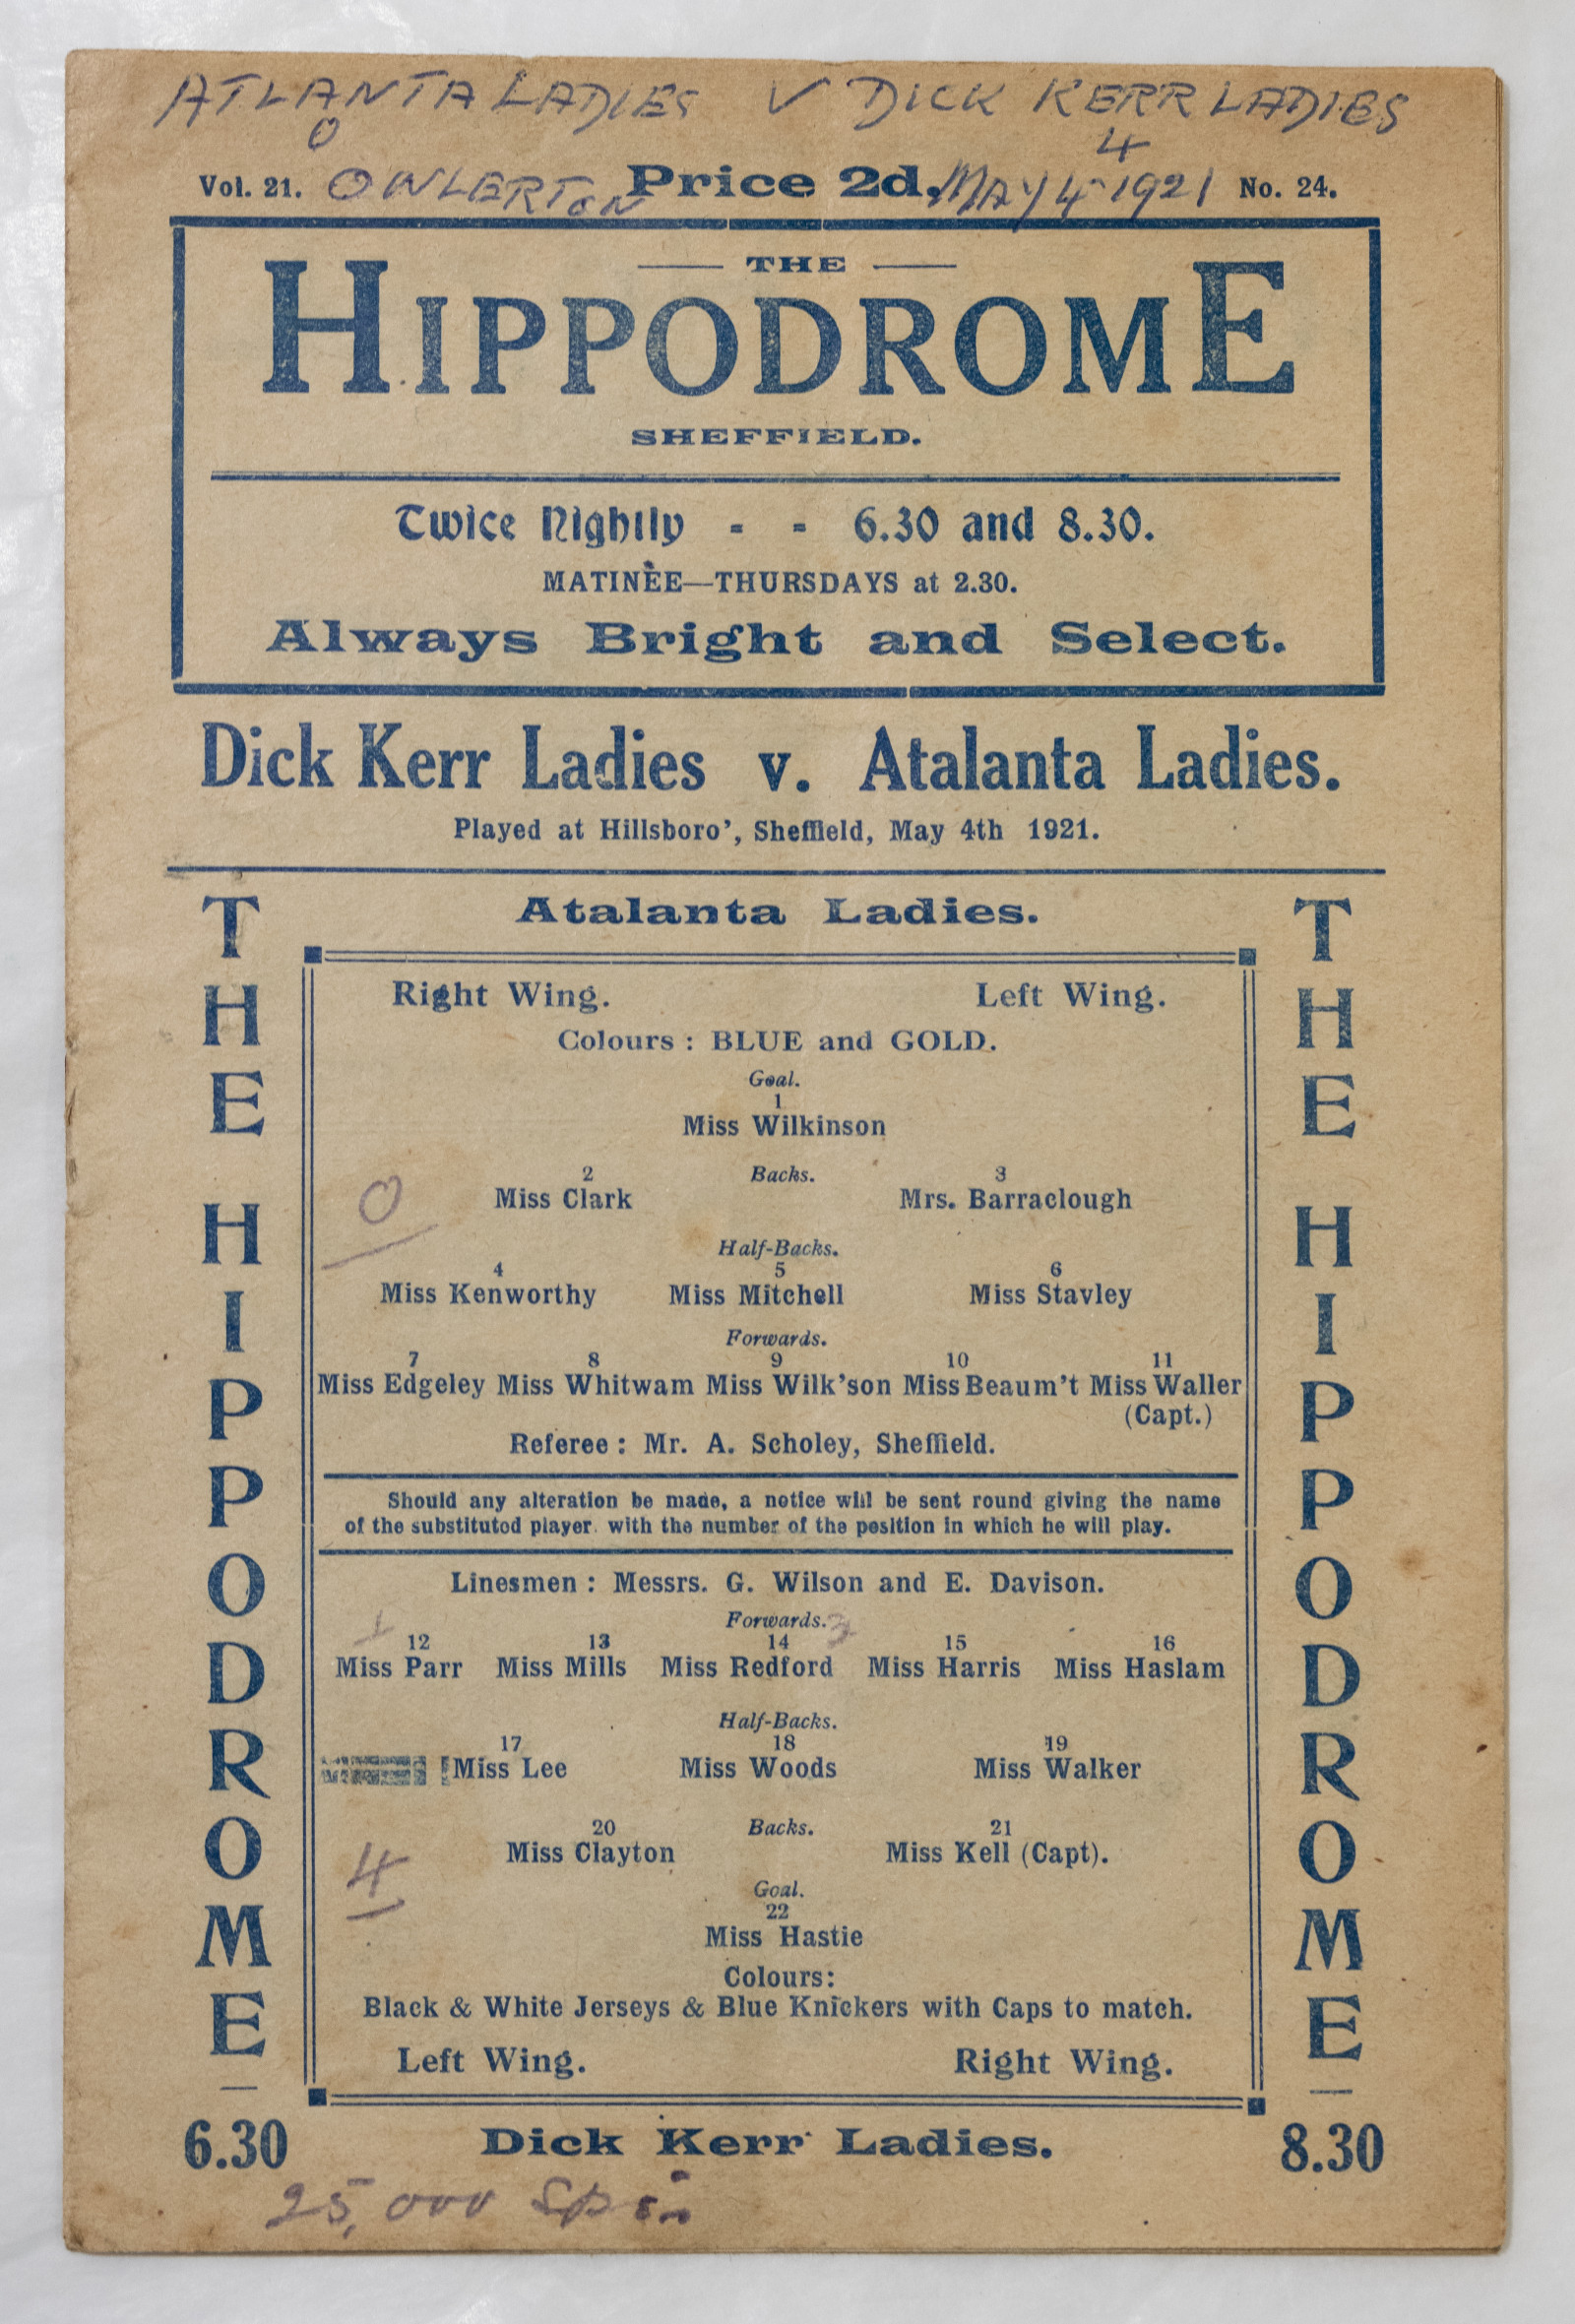 ATLANTA LADIES V DICK KERR LADIES
0 4
Vol. 21. OWLERTON Price 2d. MAY 4 1921 No. 24.
THE
HIPPODROME
SHEFFIELD.
Twice Nightly - - 6.30 and 8.30.
MATINÈE—THURSDAYS at 2.30.
Always Bright and Select.
Dick Kerr Ladies v. Atalanta Ladies.
Played at Hillsboro', Sheffield, May 4th 1921.
Atalanta Ladies.
Right Wing. Left Wing.
Colours : BLUE and GOLD.
Goal.
1
Miss Wilkinson
2 Backs. 3
Miss Clark Mrs. Barraclough
0
Half-Backs.
4 5 6
Miss Kenworthy Miss Mitchell Miss Stavley
Forwards.
7 8 9 10 11
Miss Edgeley Miss Whitwam Miss Wilk'son Miss Beaum't Miss Waller
(Capt.)
Referee : Mr. A. Scholey, Sheffield.
Should any alteration be made, a notice will be sent round giving the name
of the substituted player with the number of the position in which he will play.
Linesmen : Messrs. G. Wilson and E. Davison.
Forwards. 3
1
12 13 14 15 16
Miss Parr Miss Mills Miss Redford Miss Harris Miss Haslam
Half-Backs.
17 18 19
Miss Lee Miss Woods Miss Walker
20 Backs. 21
Miss Clayton Miss Kell (Capt).
4
Goal.
22
Miss Hastie
Colours:
Black & White Jerseys & Blue Knickers with Caps to match.
Left Wing. Right Wing.
THE HIPPODROME
THE HIPPODROME
6.30 Dick Kerr Ladies. 8.30
25,000